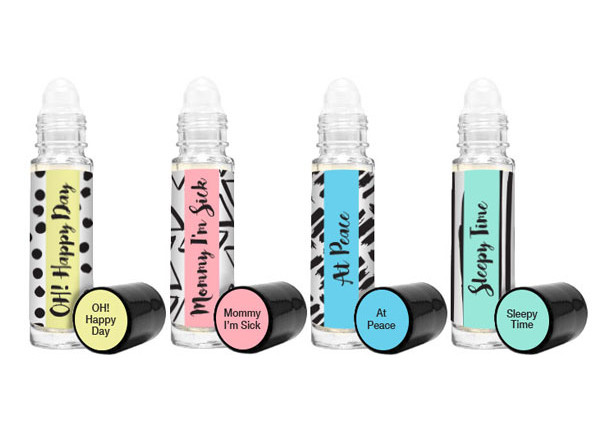 OH! Happy Day
Mommy I'm Sick
At Peace
Sleepy Time
OH!
Happy
Day
Mommy
I'm Sick
At
Peace
Sleepy
Time